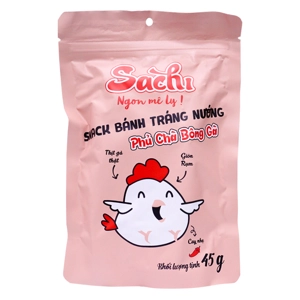 Sachi
Ngon mê ly !
SNACK BÁNH TRÁNG NƯỚNG
Phủ Chà Bông Gà
Thịt gà thật
Giòn Rụm
Cay nhẹ
Khối lượng tịnh 45 g